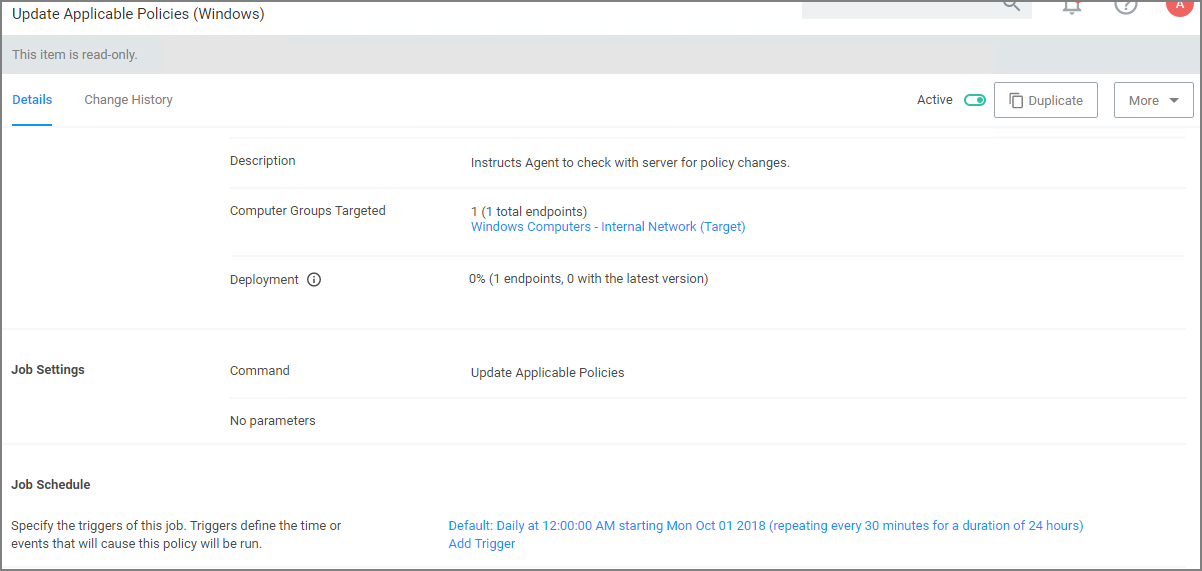 Update Applicable Policies (Windows)
A
This item is read-only.
Details
Change History
Active
Duplicate
More
Description
Instructs Agent to check with server for policy changes.
Computer Groups Targeted
1 (1 total endpoints)
Windows Computers - Internal Network (Target)
Deployment
0% (1 endpoints, 0 with the latest version)
Job Settings
Command
Update Applicable Policies
No parameters
Job Schedule
Specify the triggers of this job. Triggers define the time or
events that will cause this policy will be run.
Default: Daily at 12:00:00 AM starting Mon Oct 01 2018 (repeating every 30 minutes for a duration of 24 hours)
Add Trigger